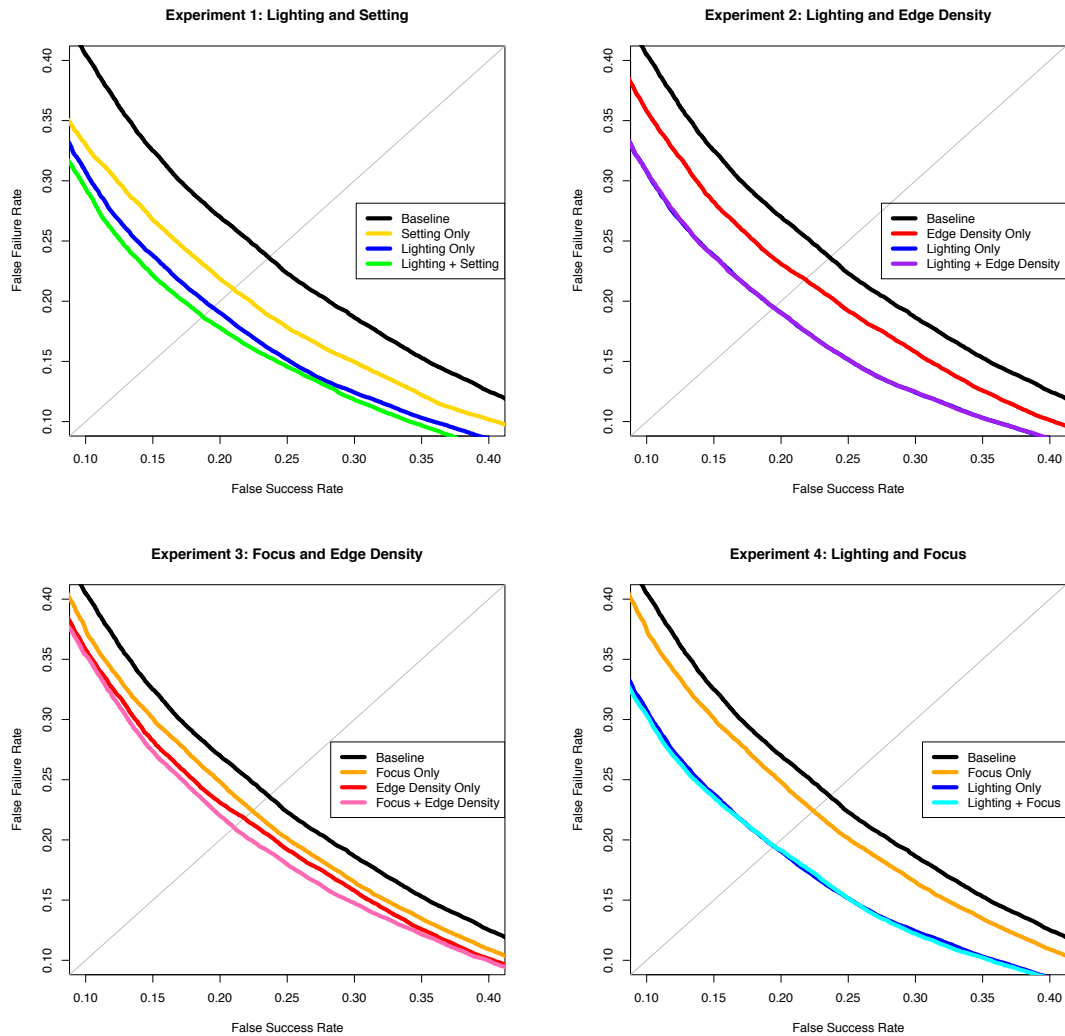 Experiment 1: Lighting and Setting
False Failure Rate
0.40
0.35
0.30
0.25
0.20
0.15
0.10
Baseline
Setting Only
Lighting Only
Lighting + Setting
0.10 0.15 0.20 0.25 0.30 0.35 0.40
False Success Rate
Experiment 2: Lighting and Edge Density
False Failure Rate
0.40
0.35
0.30
0.25
0.20
0.15
0.10
Baseline
Edge Density Only
Lighting Only
Lighting + Edge Density
0.10 0.15 0.20 0.25 0.30 0.35 0.40
False Success Rate
Experiment 3: Focus and Edge Density
False Failure Rate
0.40
0.35
0.30
0.25
0.20
0.15
0.10
Baseline
Focus Only
Edge Density Only
Focus + Edge Density
0.10 0.15 0.20 0.25 0.30 0.35 0.40
False Success Rate
Experiment 4: Lighting and Focus
False Failure Rate
0.40
0.35
0.30
0.25
0.20
0.15
0.10
Baseline
Focus Only
Lighting Only
Lighting + Focus
0.10 0.15 0.20 0.25 0.30 0.35 0.40
False Success Rate